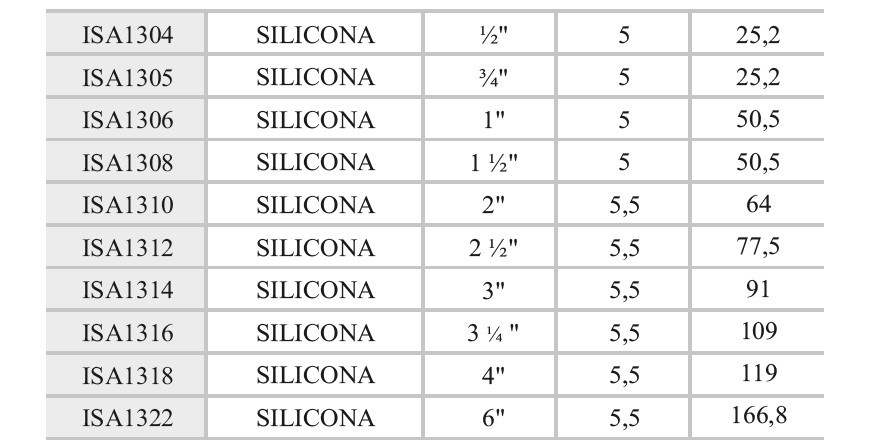 ISA1304 SILICONA ½" 5 25,2
ISA1305 SILICONA ¾" 5 25,2
ISA1306 SILICONA 1" 5 50,5
ISA1308 SILICONA 1 ½" 5 50,5
ISA1310 SILICONA 2" 5,5 64
ISA1312 SILICONA 2 ½" 5,5 77,5
ISA1314 SILICONA 3" 5,5 91
ISA1316 SILICONA 3 ¼ " 5,5 109
ISA1318 SILICONA 4" 5,5 119
ISA1322 SILICONA 6" 5,5 166,8